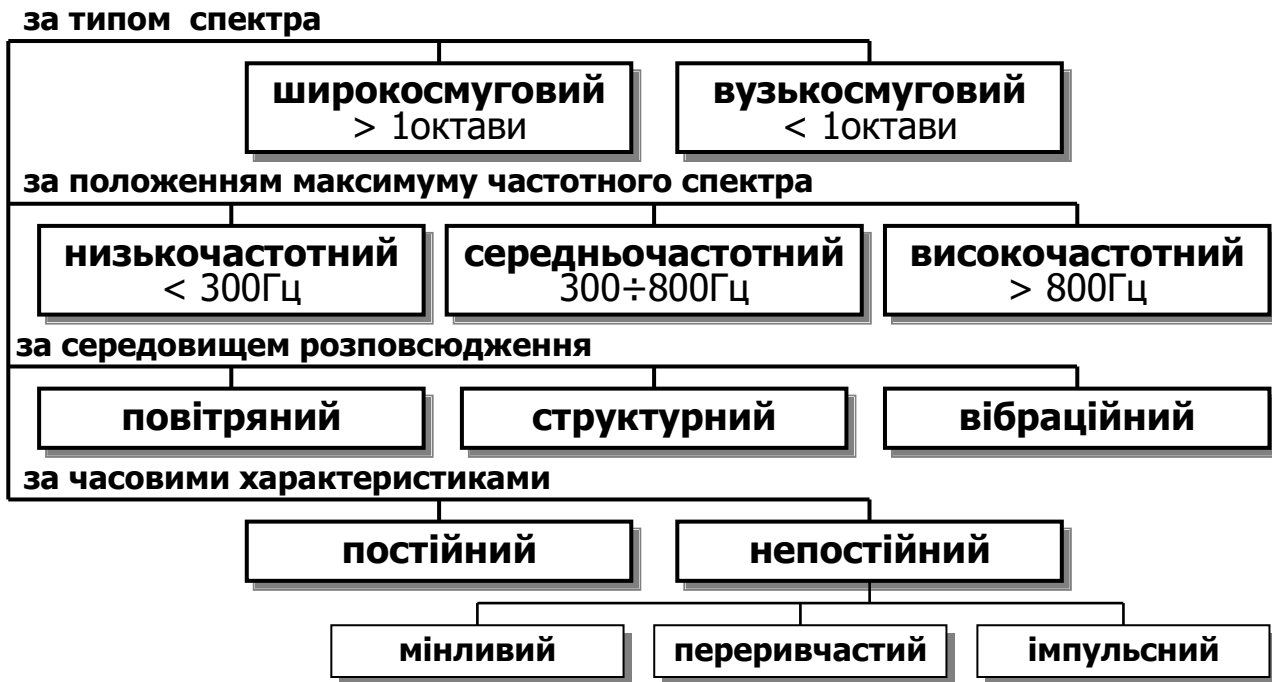 за типом спектра
широкосмуговий
> 1октави
вузькосмуговий
< 1октави
за положенням максимуму частотного спектра
низькочастотний
< 300Гц
середньочастотний
300÷800Гц
високочастотний
> 800Гц
за середовищем розповсюдження
повітряний
структурний
вібраційний
за часовими характеристиками
постійний
непостійний
мінливий
переривчастий
імпульсний